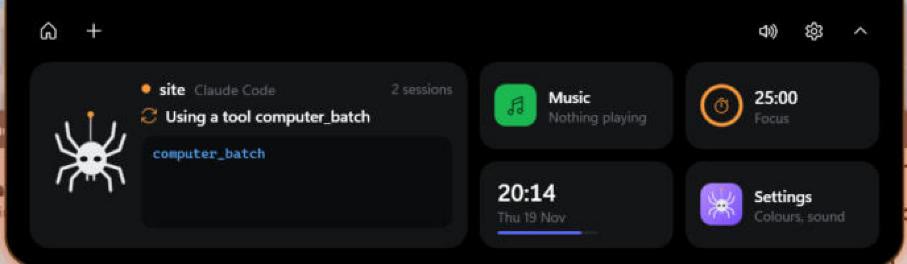 site Claude Code 2 sessions
Using a tool computer_batch
computer_batch
Music
Nothing playing
25:00
Focus
20:14
Thu 19 Nov
Settings
Colours, sound